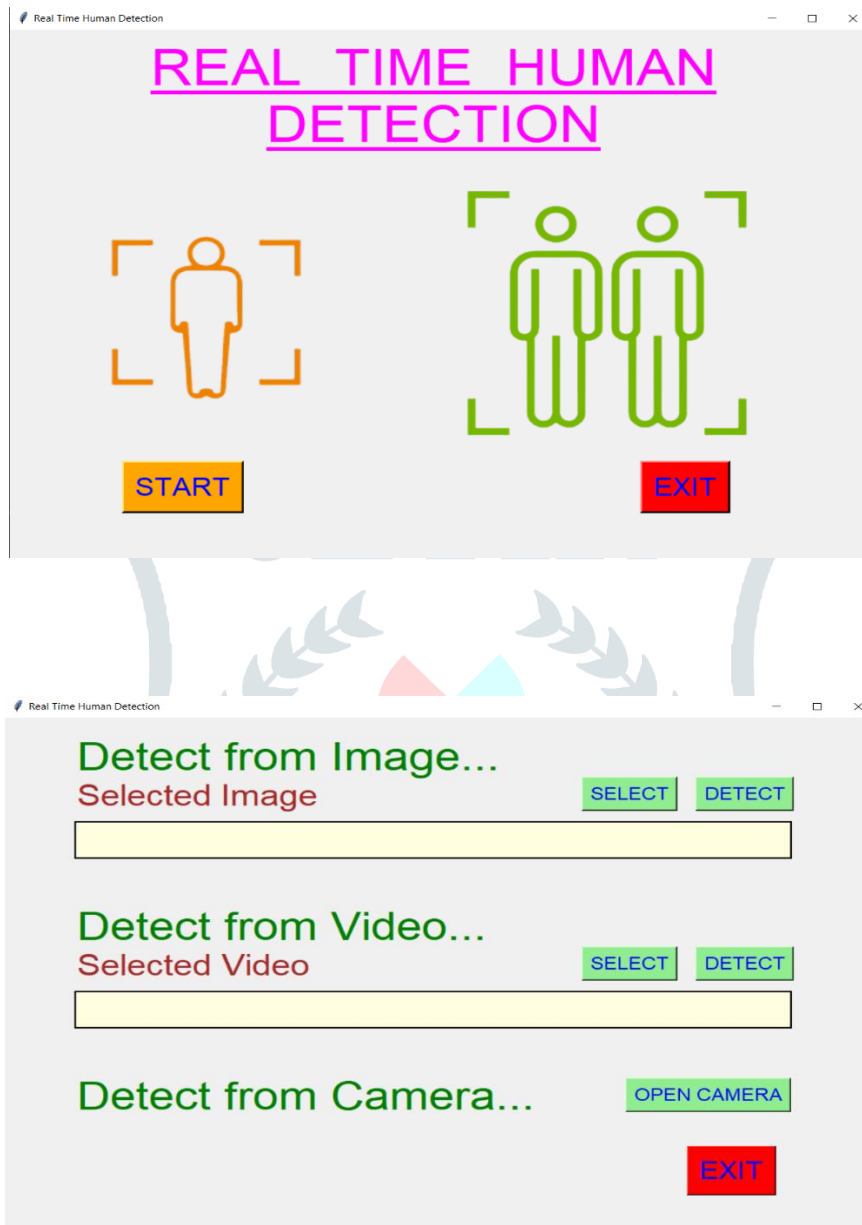 Real Time Human Detection
REAL TIME HUMAN
DETECTION
START
EXIT
Real Time Human Detection
Detect from Image...
Selected Image
SELECT
DETECT
Detect from Video...
Selected Video
SELECT
DETECT
Detect from Camera...
OPEN CAMERA
EXIT